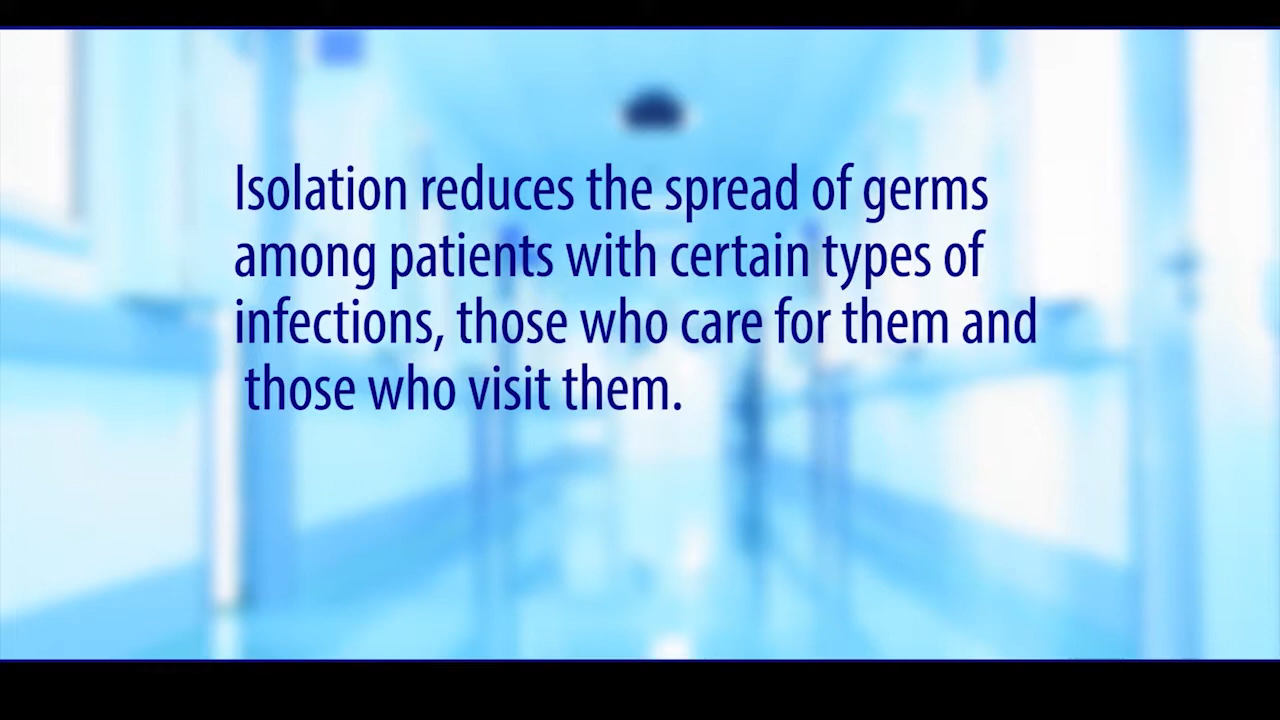 Isolation reduces the spread of germs
among patients with certain types of
infections, those who care for them and
those who visit them.